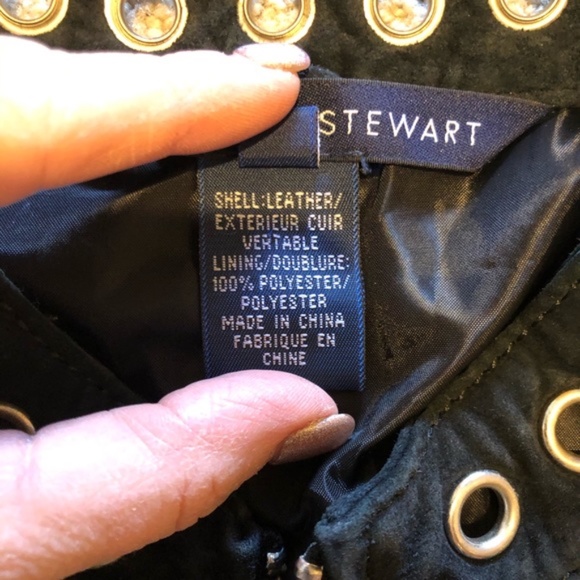 STEWART
SHELL:LEATHER/
EXTERIEUR CUIR
VERTABLE
LINING/DOUBLURE:
100% POLYESTER/
POLYESTER
MADE IN CHINA
FABRIQUE EN
CHINE